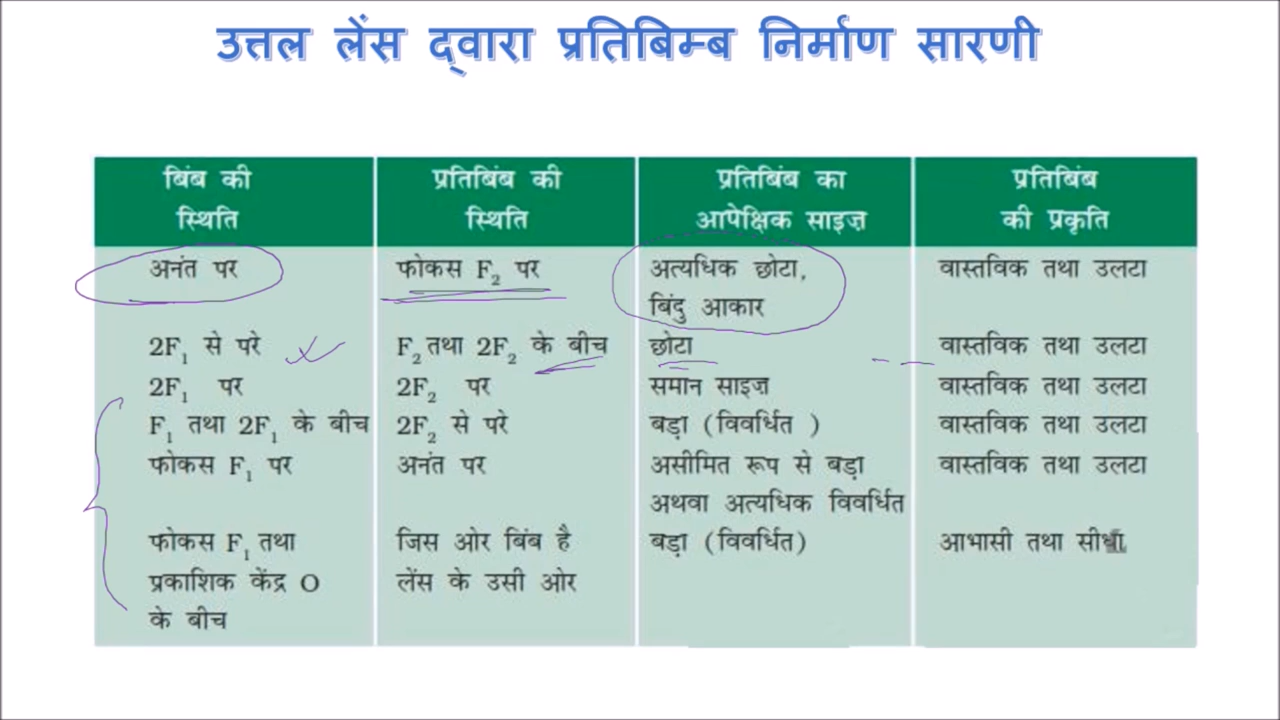 उत्तल लेंस द्वारा प्रतिबिम्ब निर्माण सारणी
बिंब की स्थिति | प्रतिबिंब की स्थिति | प्रतिबिंब का आपेक्षिक साइज़ | प्रतिबिंब की प्रकृति
अनंत पर | फोकस F₂ पर | अत्यधिक छोटा, बिंदु आकार | वास्तविक तथा उलटा
2F₁ से परे | F₂ तथा 2F₂ के बीच | छोटा | वास्तविक तथा उलटा
2F₁ पर | 2F₂ पर | समान साइज़ | वास्तविक तथा उलटा
F₁ तथा 2F₁ के बीच | 2F₂ से परे | बड़ा (विवर्धित ) | वास्तविक तथा उलटा
फोकस F₁ पर | अनंत पर | असीमित रूप से बड़ा अथवा अत्यधिक विवर्धित | वास्तविक तथा उलटा
फोकस F₁ तथा प्रकाशिक केंद्र O के बीच | जिस ओर बिंब है लेंस के उसी ओर | बड़ा (विवर्धित) | आभासी तथा सीधा